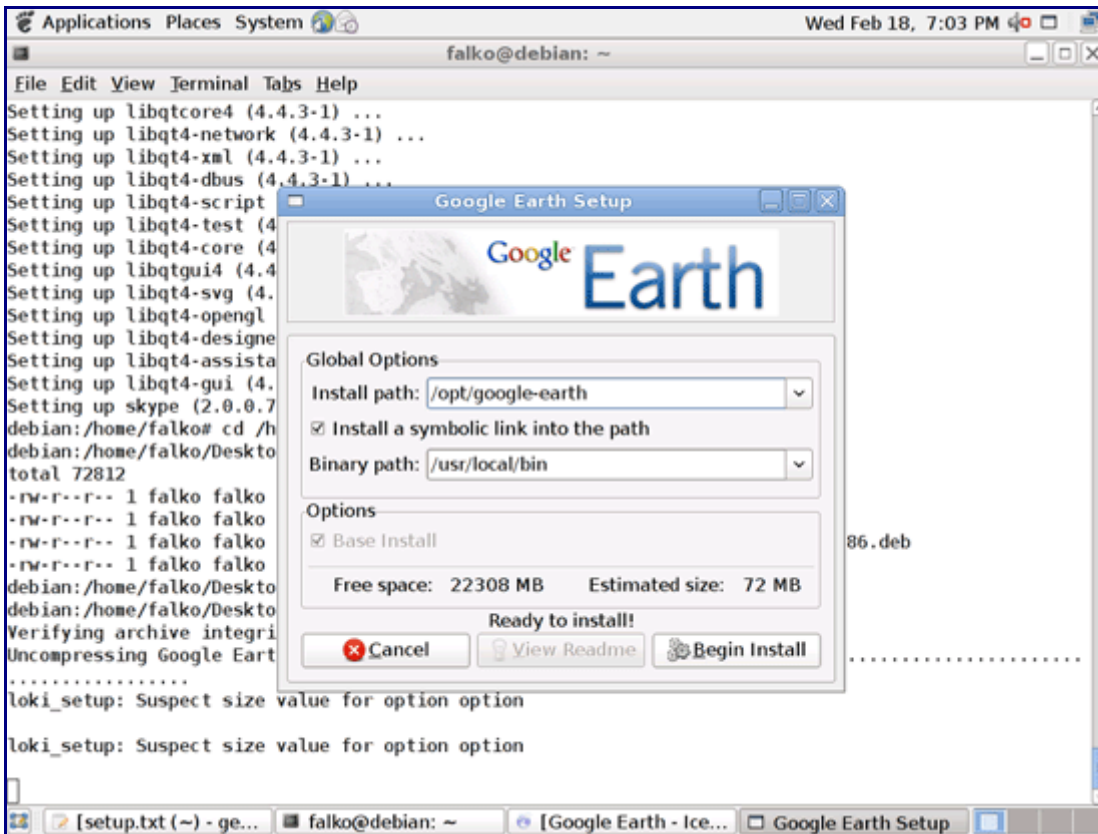 Applications Places System Wed Feb 18, 7:03 PM
falko@debian: ~
File Edit View Terminal Tabs Help
Setting up libqtcore4 (4.4.3-1) ...
Setting up libqt4-network (4.4.3-1) ...
Setting up libqt4-xml (4.4.3-1) ...
Setting up libqt4-dbus (4.4.3-1) ...
Setting up libqt4-script
Setting up libqt4-test (4
Setting up libqt4-core (4
Setting up libqtgui4 (4.4
Setting up libqt4-svg (4.
Setting up libqt4-opengl
Setting up libqt4-designe
Setting up libqt4-assista
Setting up libqt4-gui (4.
Setting up skype (2.0.0.7
debian:/home/falko# cd /h
debian:/home/falko/Deskto
total 72812
-rw-r--r-- 1 falko falko
-rw-r--r-- 1 falko falko
-rw-r--r-- 1 falko falko 86.deb
-rw-r--r-- 1 falko falko
debian:/home/falko/Deskto
debian:/home/falko/Deskto
Verifying archive integri
Uncompressing Google Eart .....................
.................
loki_setup: Suspect size value for option option
loki_setup: Suspect size value for option option
Google Earth Setup
Google Earth
Global Options
Install path: /opt/google-earth
Install a symbolic link into the path
Binary path: /usr/local/bin
Options
Base Install
Free space: 22308 MB Estimated size: 72 MB
Ready to install!
Cancel View Readme Begin Install
[setup.txt (~) - ge... falko@debian: ~ [Google Earth - Ice... Google Earth Setup